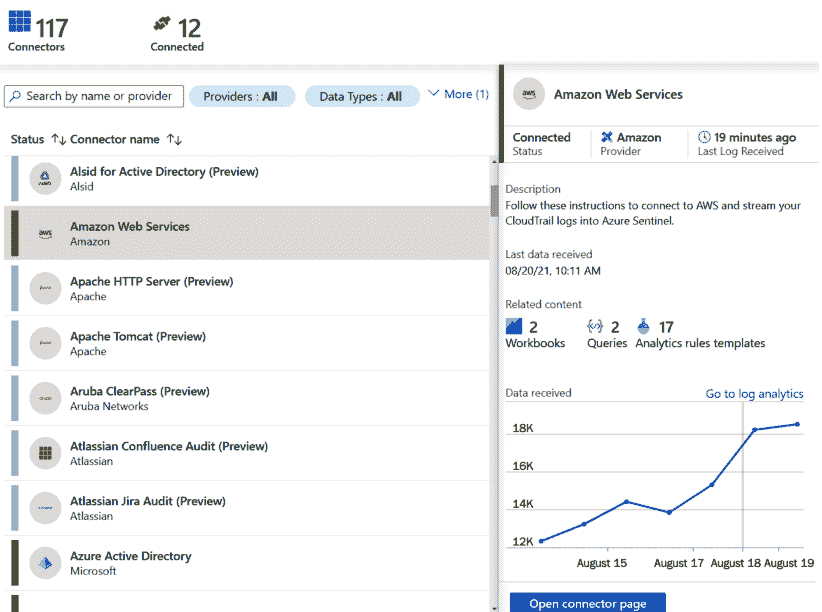 117
Connectors
12
Connected
Search by name or provider
Providers : All
Data Types : All
More (1)
Status ↑↓ Connector name ↑↓
Alsid for Active Directory (Preview)
Alsid
aws
Amazon Web Services
Amazon
Apache HTTP Server (Preview)
Apache
Apache Tomcat (Preview)
Apache
Aruba ClearPass (Preview)
Aruba Networks
Atlassian Confluence Audit (Preview)
Atlassian
Atlassian Jira Audit (Preview)
Atlassian
Azure Active Directory
Microsoft
aws
Amazon Web Services
Connected
Status
Amazon
Provider
19 minutes ago
Last Log Received
Description
Follow these instructions to connect to AWS and stream your
CloudTrail logs into Azure Sentinel.
Last data received
08/20/21, 10:11 AM
Related content
2
Workbooks
2
Queries
17
Analytics rules templates
Data received
Go to log analytics
18K
16K
14K
12K
August 15 August 17 August 18 August 19
Open connector page